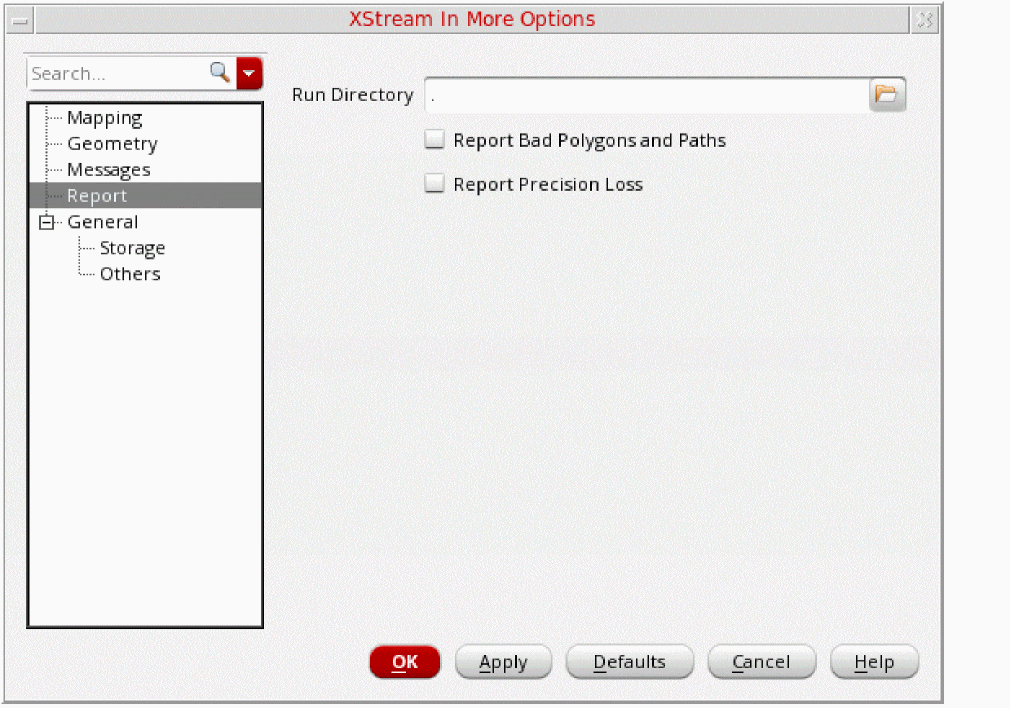 XStream In More Options
Search...
Mapping
Geometry
Messages
Report
General
Storage
Others
Run Directory .
Report Bad Polygons and Paths
Report Precision Loss
OK Apply Defaults Cancel Help